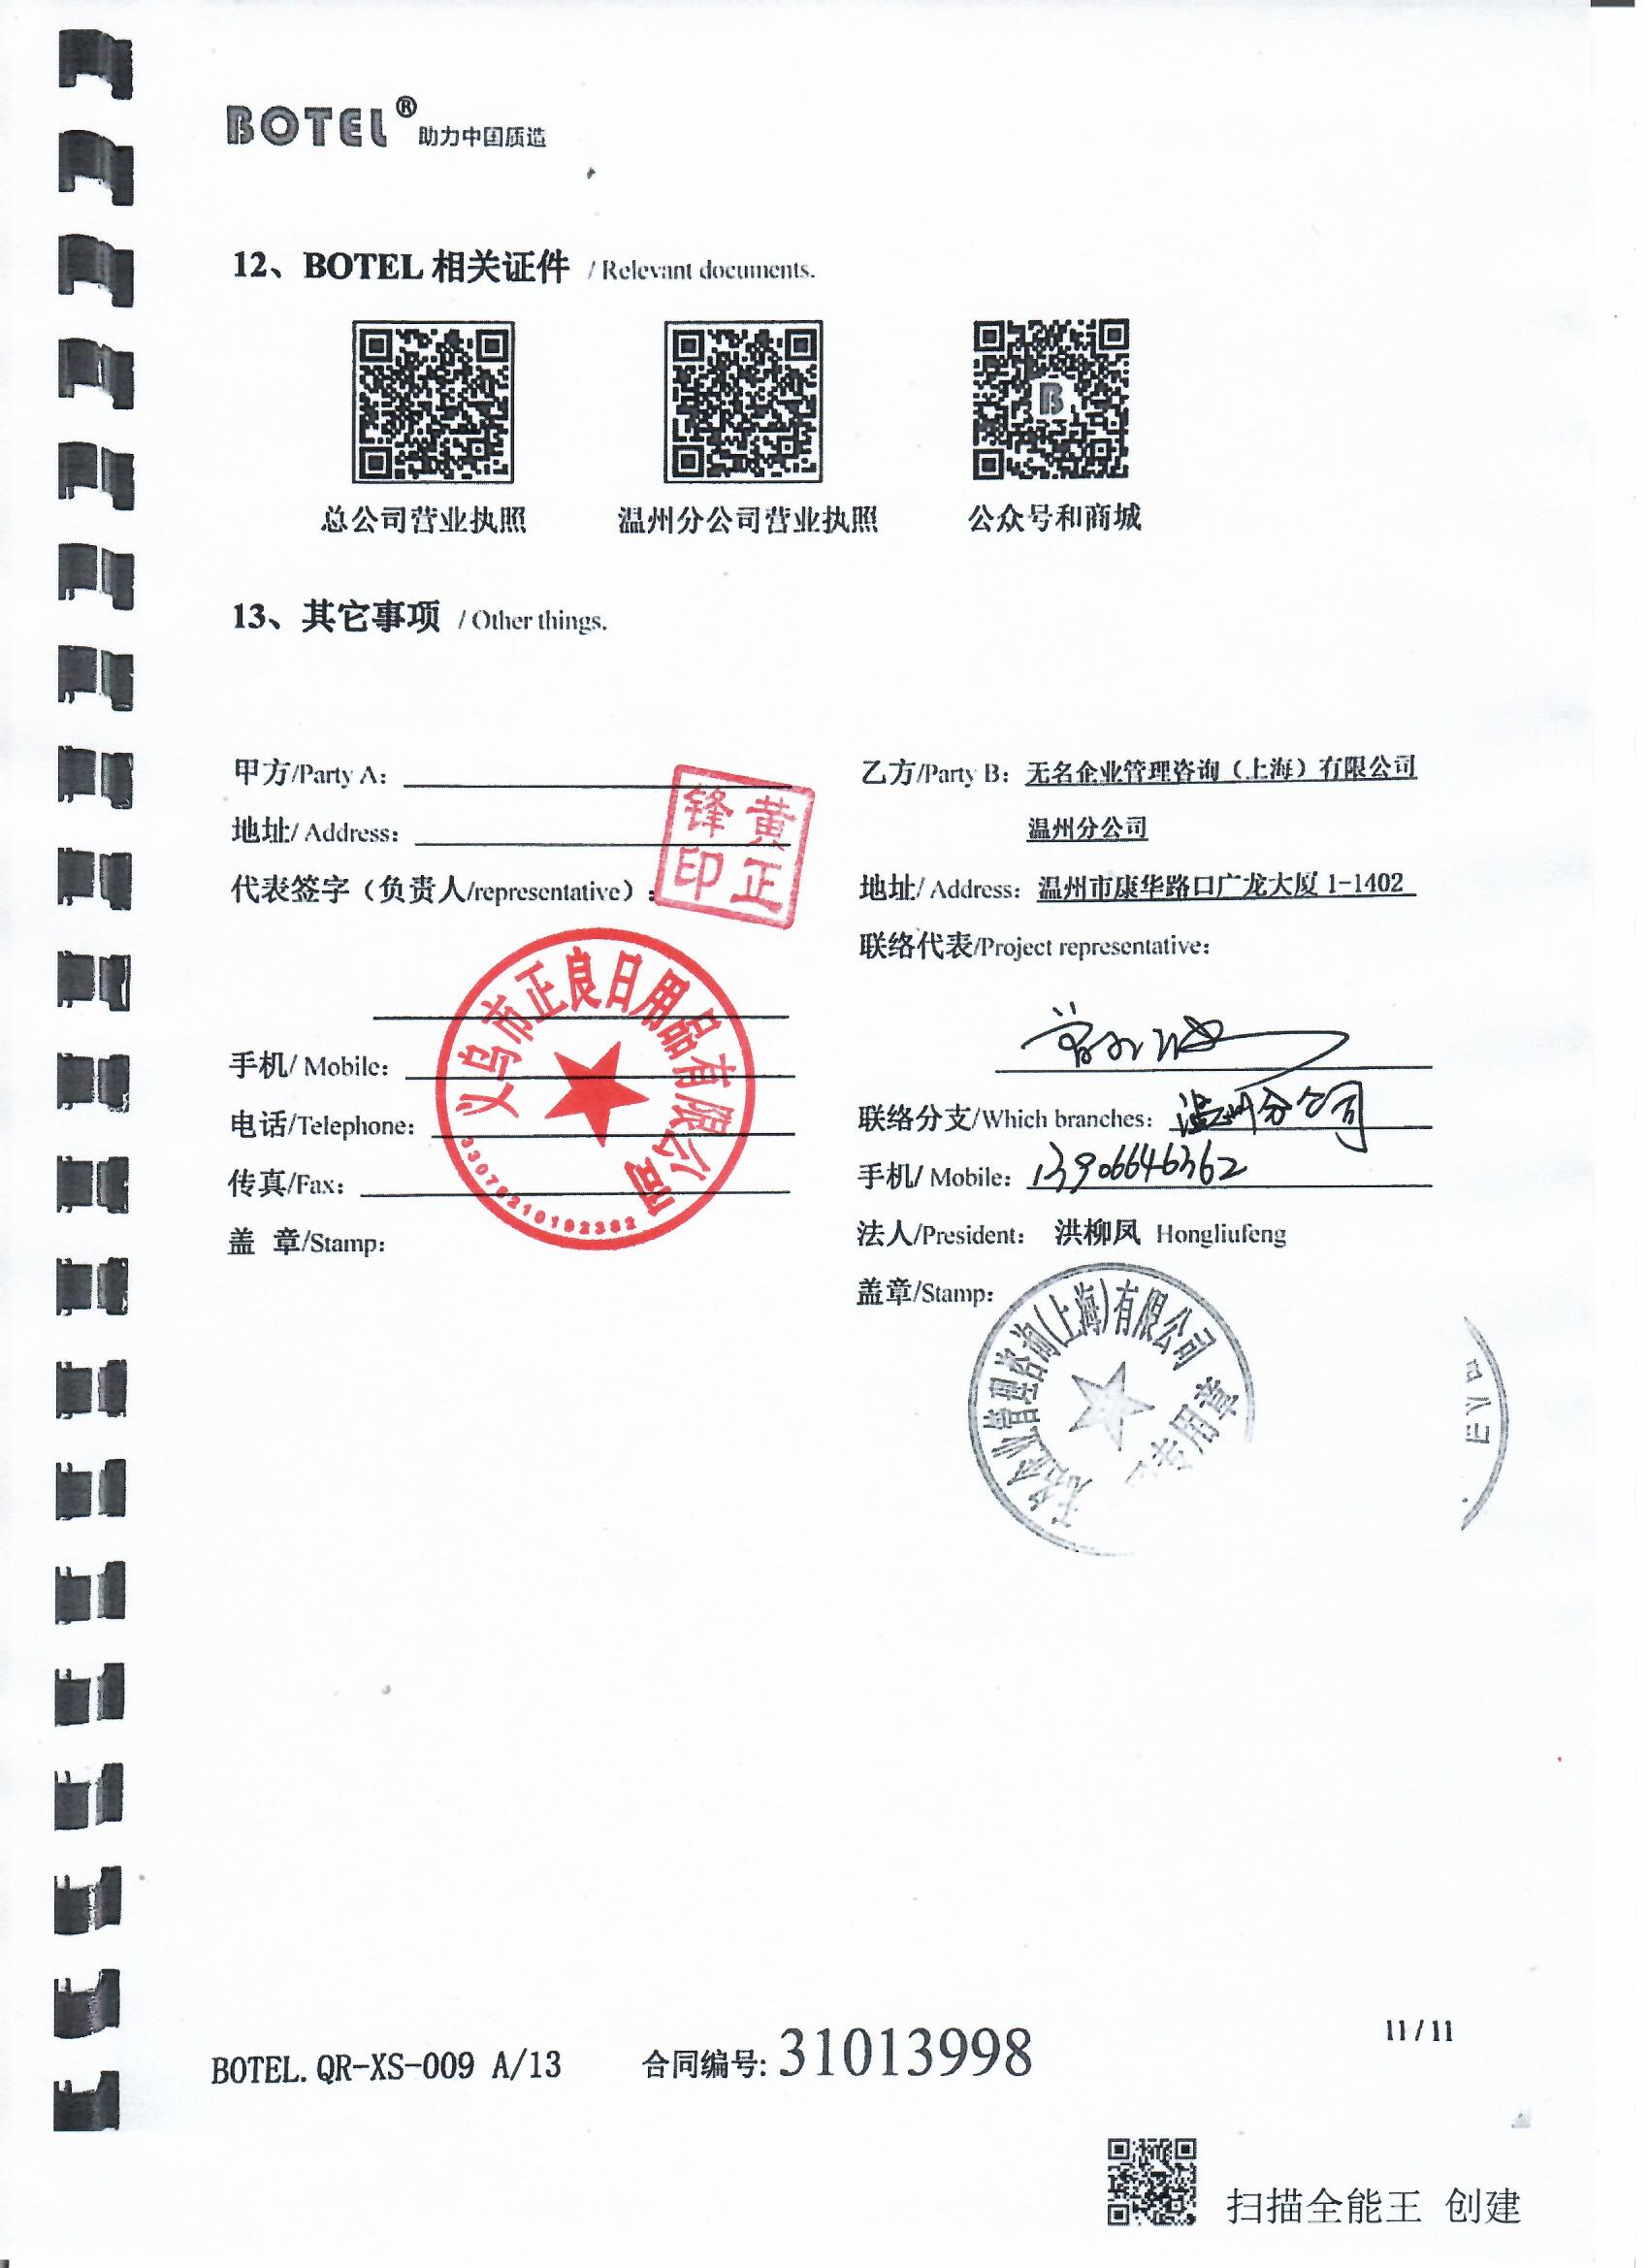 BOTEL® 助力中国质造
12、BOTEL 相关证件 / Relevant documents.
总公司营业执照 温州分公司营业执照 公众号和商城
13、其它事项 / Other things.
甲方/Party A:
地址/ Address:
代表签字（负责人/representative）:
手机/ Mobile:
电话/Telephone:
传真/Fax:
盖 章/Stamp:
黄正锋印
义乌市正良日用品有限公司
乙方/Party B: 无名企业管理咨询（上海）有限公司
温州分公司
地址/ Address: 温州市康华路口广龙大厦 1-1402
联络代表/Project representative:
联络分支/Which branches: 温州分公司
手机/ Mobile: 13906646362
法人/President: 洪柳凤 Hongliufeng
盖章/Stamp:
无名企业管理咨询(上海)有限公司
专用章
11 / 11
BOTEL. QR-XS-009 A/13 合同编号: 31013998
扫描全能王 创建